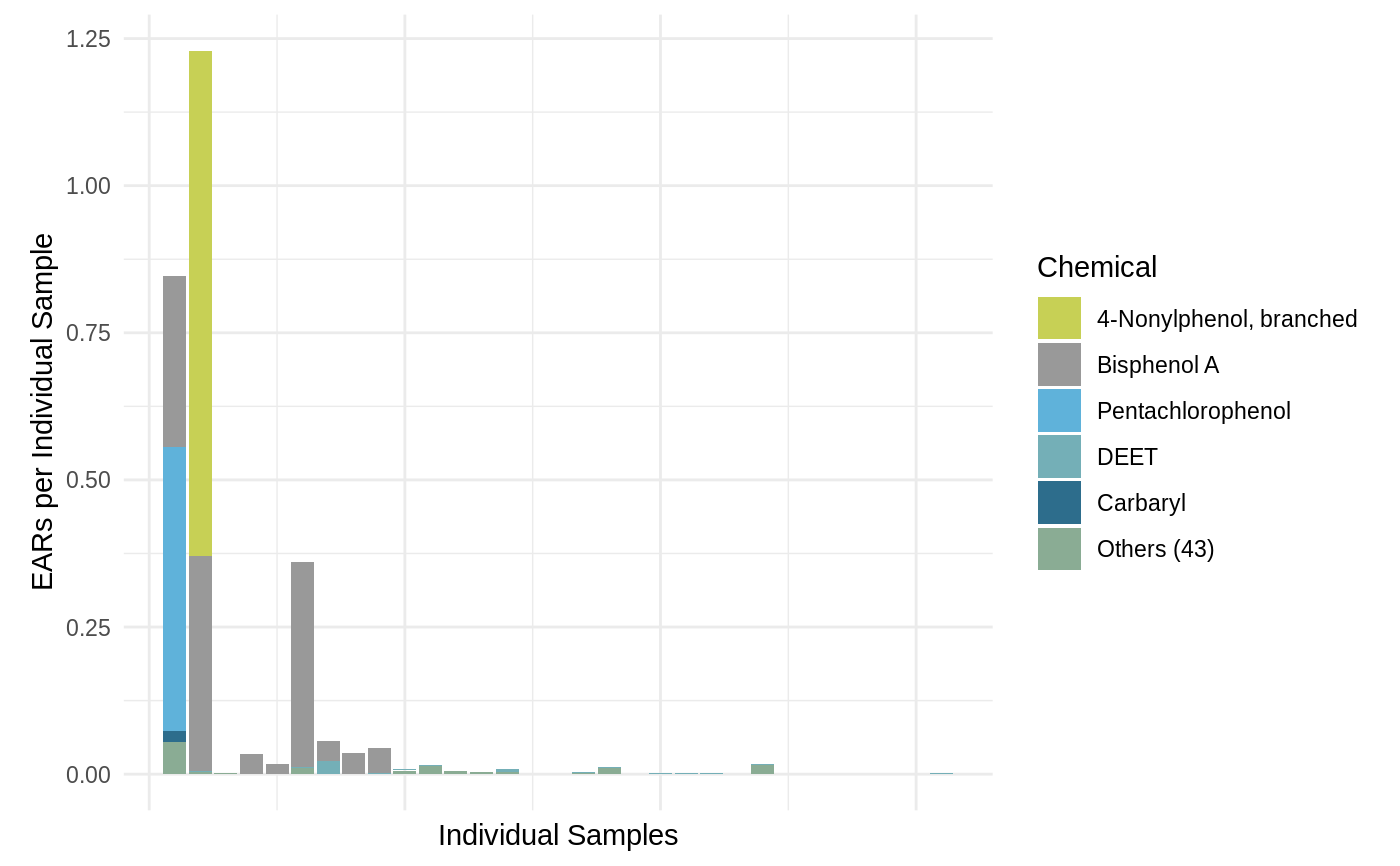 EARs per Individual Sample
1.25
1.00
0.75
0.50
0.25
0.00
Individual Samples
Chemical
4-Nonylphenol, branched
Bisphenol A
Pentachlorophenol
DEET
Carbaryl
Others (43)